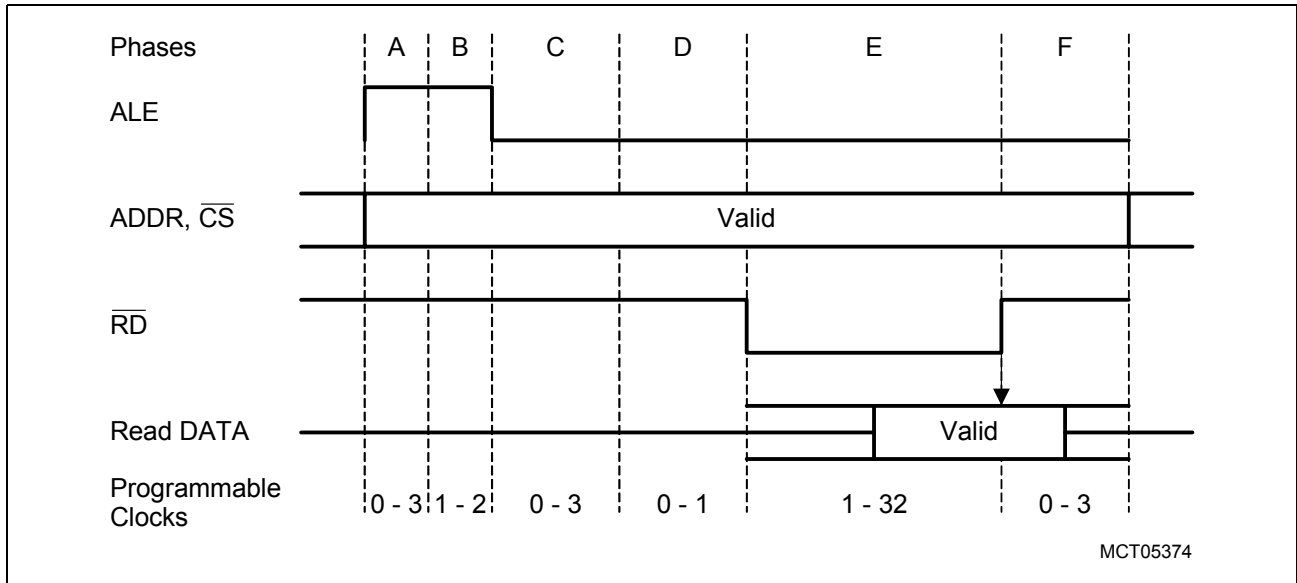 Phases A B C D E F
ALE
ADDR, CS Valid
RD
Read DATA Valid
Programmable
Clocks 0 - 3 1 - 2 0 - 3 0 - 1 1 - 32 0 - 3
MCT05374